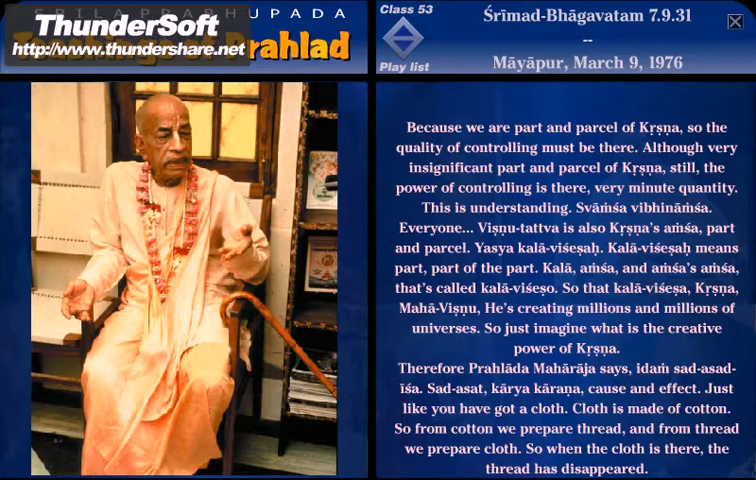 SRILA PRABHUPADA
ThunderSoft
http://www.thundershare.net
Prahlad
Class 53
Play list
Śrīmad-Bhāgavatam 7.9.31
--
Māyāpur, March 9, 1976
Because we are part and parcel of Kṛṣṇa, so the
quality of controlling must be there. Although very
insignificant part and parcel of Kṛṣṇa, still, the
power of controlling is there, very minute quantity.
This is understanding. Svāṁśa vibhināṁśa.
Everyone... Viṣṇu-tattva is also Kṛṣṇa's aṁśa, part
and parcel. Yasya kalā-viśeṣaḥ. Kalā-viśeṣaḥ means
part, part of the part. Kalā, aṁśa, and aṁśa's aṁśa,
that's called kalā-viśeṣo. So that kalā-viśeṣa, Kṛṣṇa,
Mahā-Viṣṇu, He's creating millions and millions of
universes. So just imagine what is the creative
power of Kṛṣṇa.
Therefore Prahlāda Mahārāja says, idaṁ sad-asad-
īśa. Sad-asat, kārya kāraṇa, cause and effect. Just
like you have got a cloth. Cloth is made of cotton.
So from cotton we prepare thread, and from thread
we prepare cloth. So when the cloth is there, the
thread has disappeared.